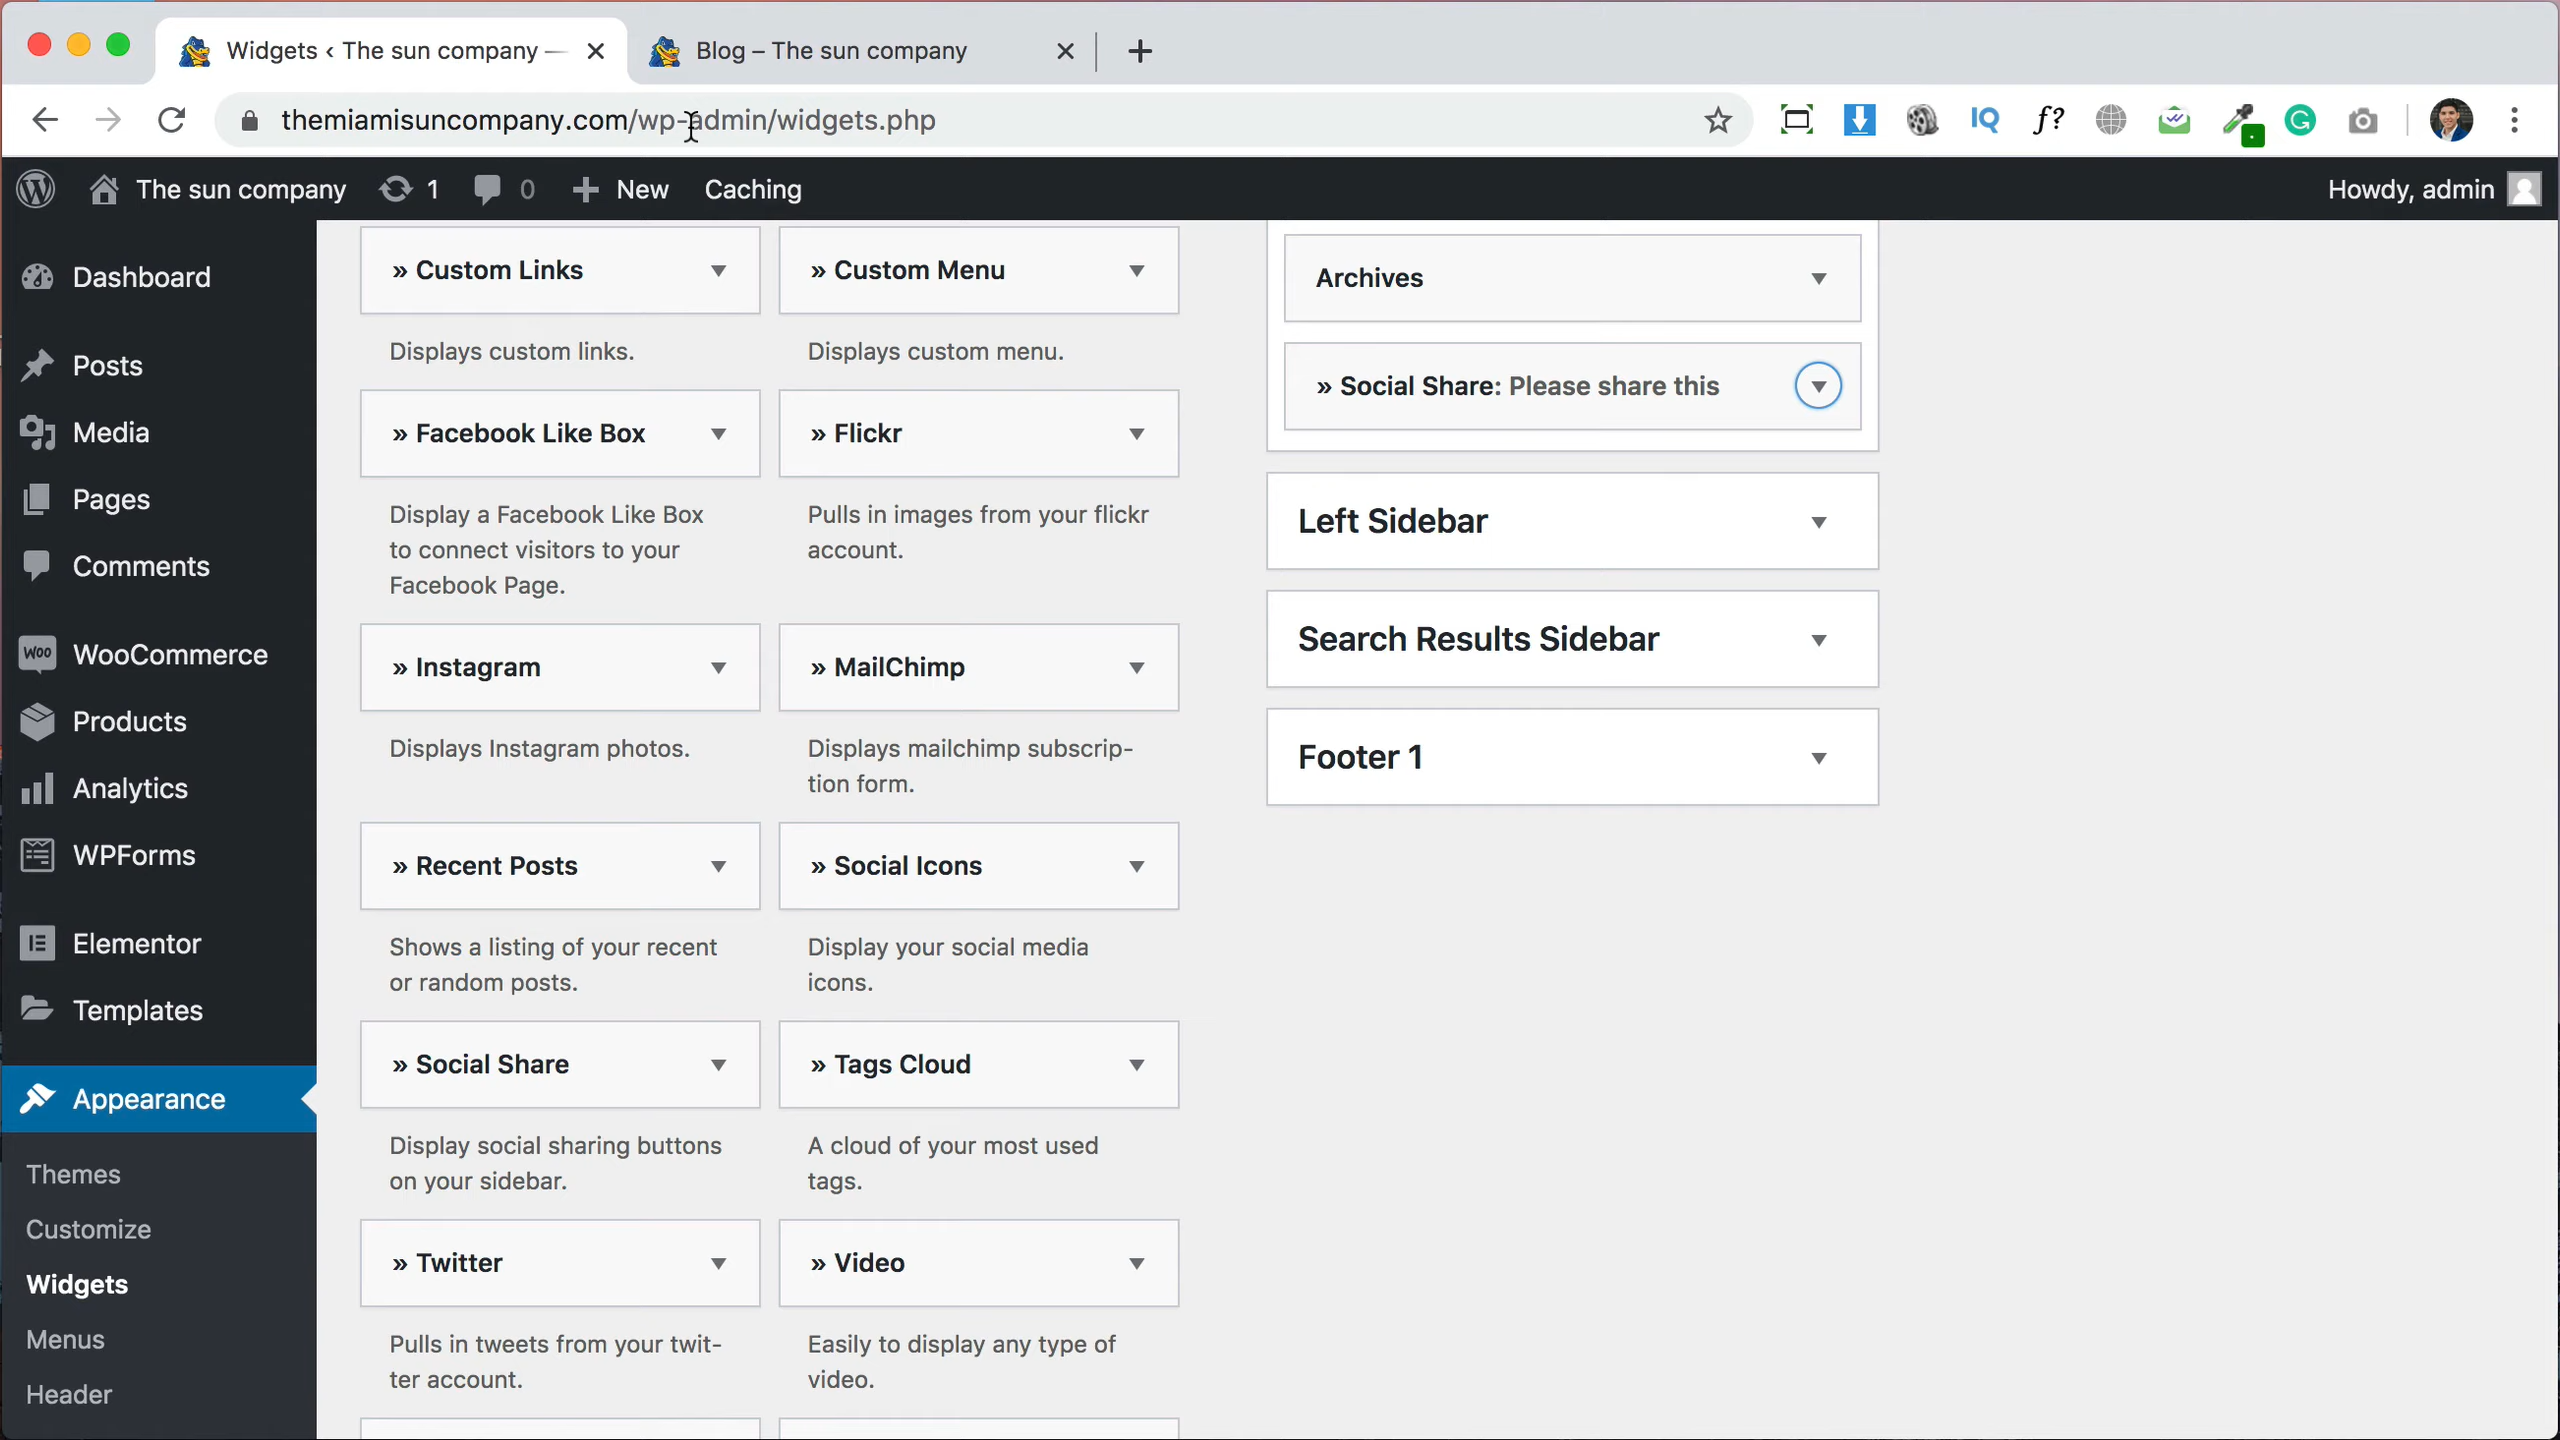 Widgets ‹ The sun company —
Blog – The sun company
themiamisuncompany.com/wp-admin/widgets.php
IQ
f?
The sun company
1
0
New
Caching
Howdy, admin
Dashboard
Posts
Media
Pages
Comments
Woo
WooCommerce
Products
Analytics
WPForms
Elementor
Templates
Appearance
Themes
Customize
Widgets
Menus
Header
» Custom Links
Displays custom links.
» Custom Menu
Displays custom menu.
» Facebook Like Box
Display a Facebook Like Box
to connect visitors to your
Facebook Page.
» Flickr
Pulls in images from your flickr
account.
» Instagram
Displays Instagram photos.
» MailChimp
Displays mailchimp subscrip-
tion form.
» Recent Posts
Shows a listing of your recent
or random posts.
» Social Icons
Display your social media
icons.
» Social Share
Display social sharing buttons
on your sidebar.
» Tags Cloud
A cloud of your most used
tags.
» Twitter
Pulls in tweets from your twit-
ter account.
» Video
Easily to display any type of
video.
Archives
» Social Share: Please share this
Left Sidebar
Search Results Sidebar
Footer 1